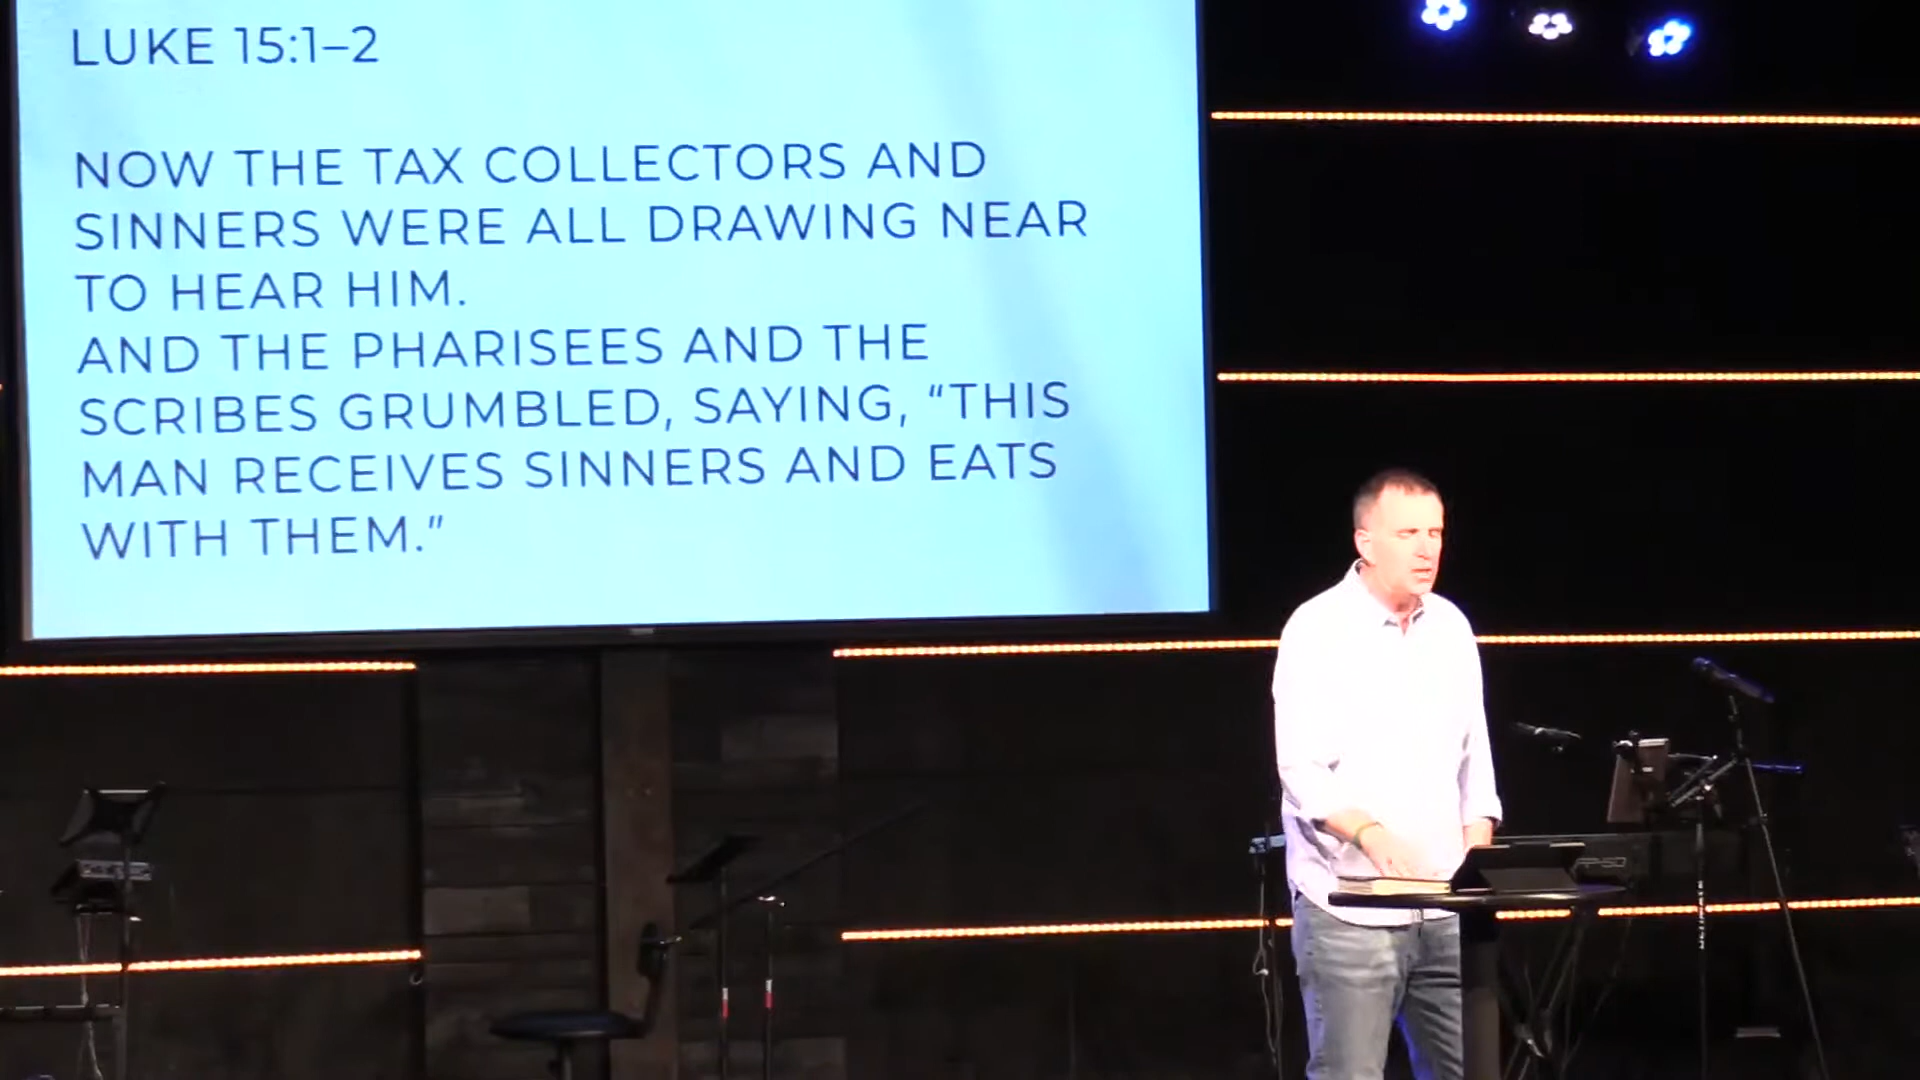 LUKE 15:1–2
NOW THE TAX COLLECTORS AND
SINNERS WERE ALL DRAWING NEAR
TO HEAR HIM.
AND THE PHARISEES AND THE
SCRIBES GRUMBLED, SAYING, “THIS
MAN RECEIVES SINNERS AND EATS
WITH THEM.”